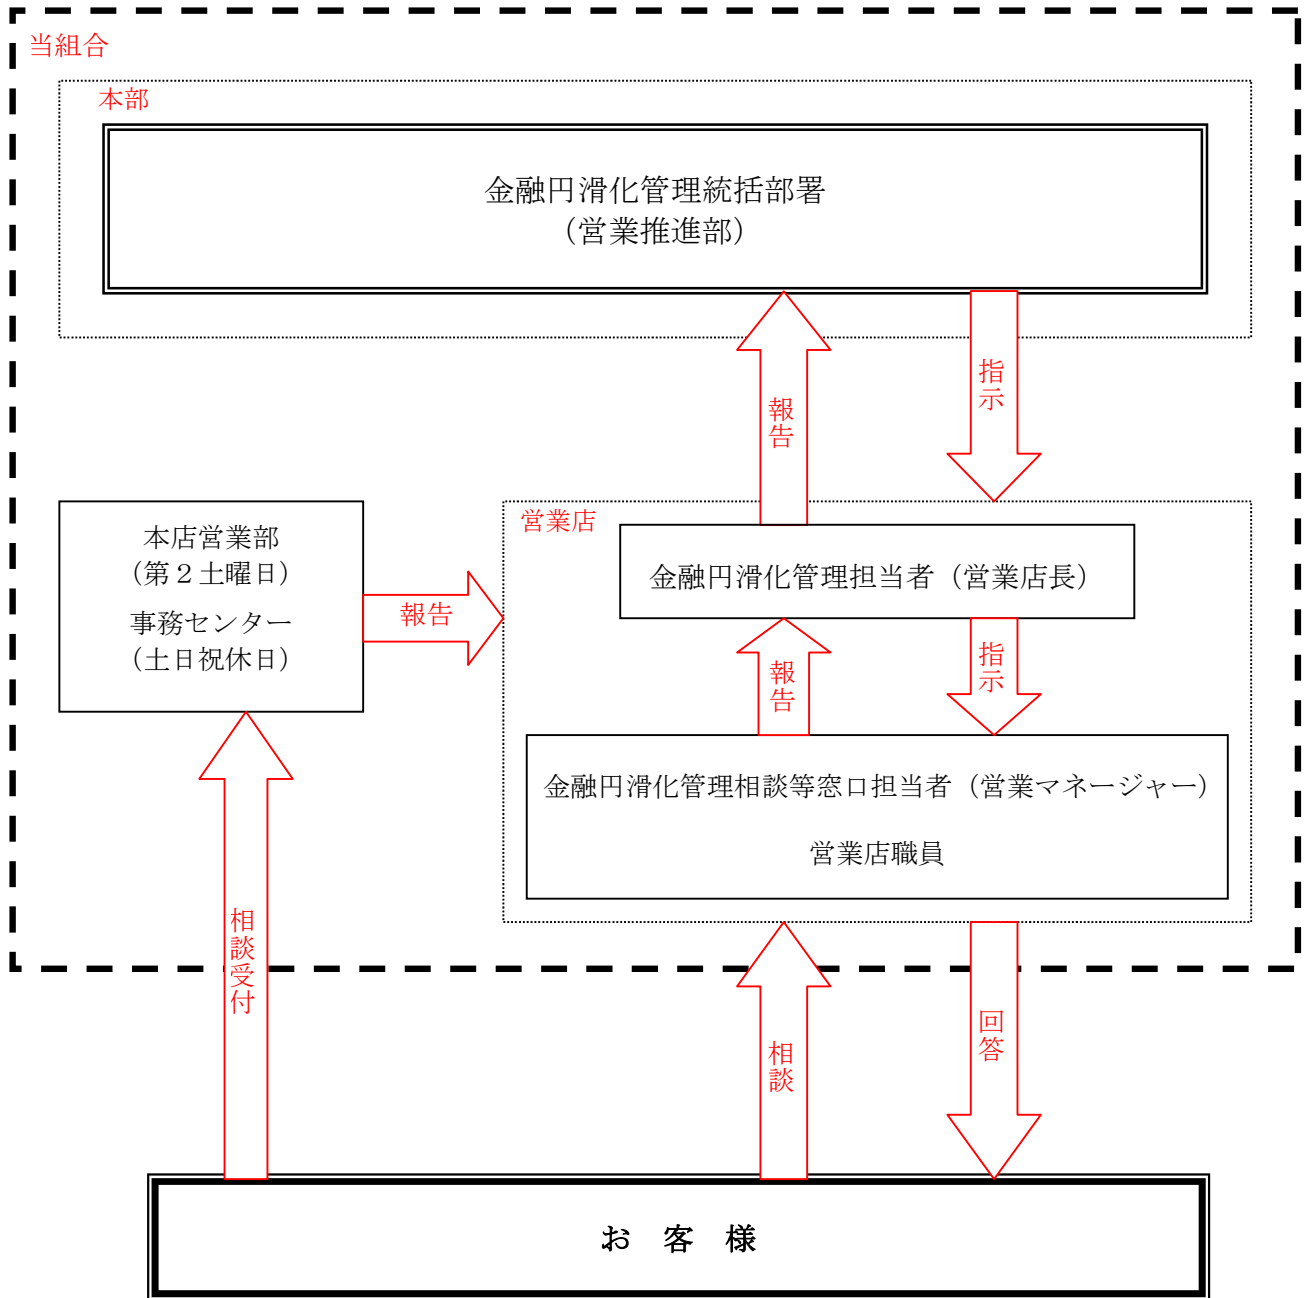 当組合
本部
金融円滑化管理統括部署
（営業推進部）
報告
指示
本店営業部
（第２土曜日）
事務センター
（土日祝休日）
報告
営業店
金融円滑化管理担当者（営業店長）
報告
指示
金融円滑化管理相談等窓口担当者（営業マネージャー）
営業店職員
相談受付
相談
回答
お　客　様